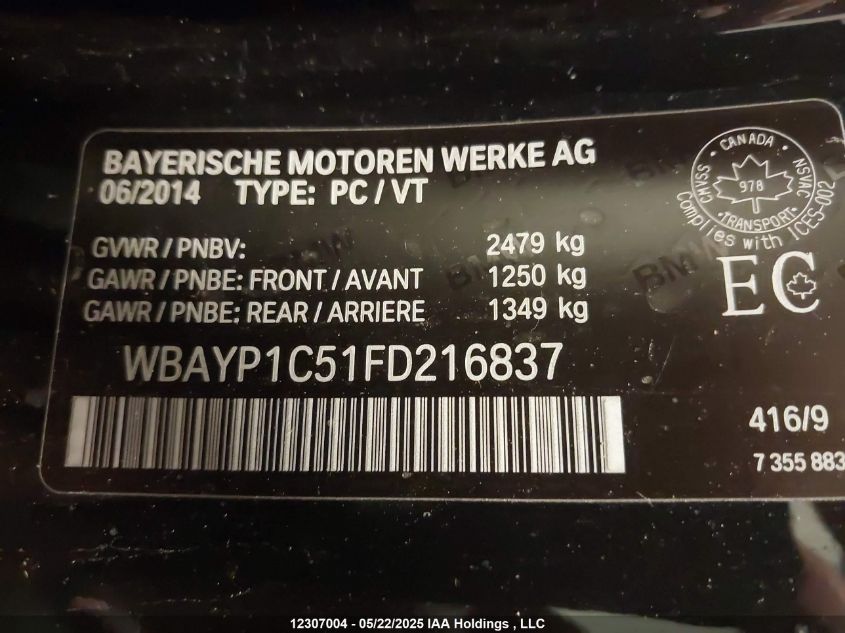 BAYERISCHE MOTOREN WERKE AG
06/2014 TYPE: PC / VT
GVWR / PNBV: 2479 kg
GAWR / PNBE: FRONT / AVANT 1250 kg
GAWR / PNBE: REAR / ARRIERE 1349 kg
WBAYP1C51FD216837
CANADA
CMVSS
NSVAC
978
TRANSPORT
Complies with ICES-002
EC
416/9
7 355 883
BMW
12307004 - 05/22/2025 IAA Holdings , LLC